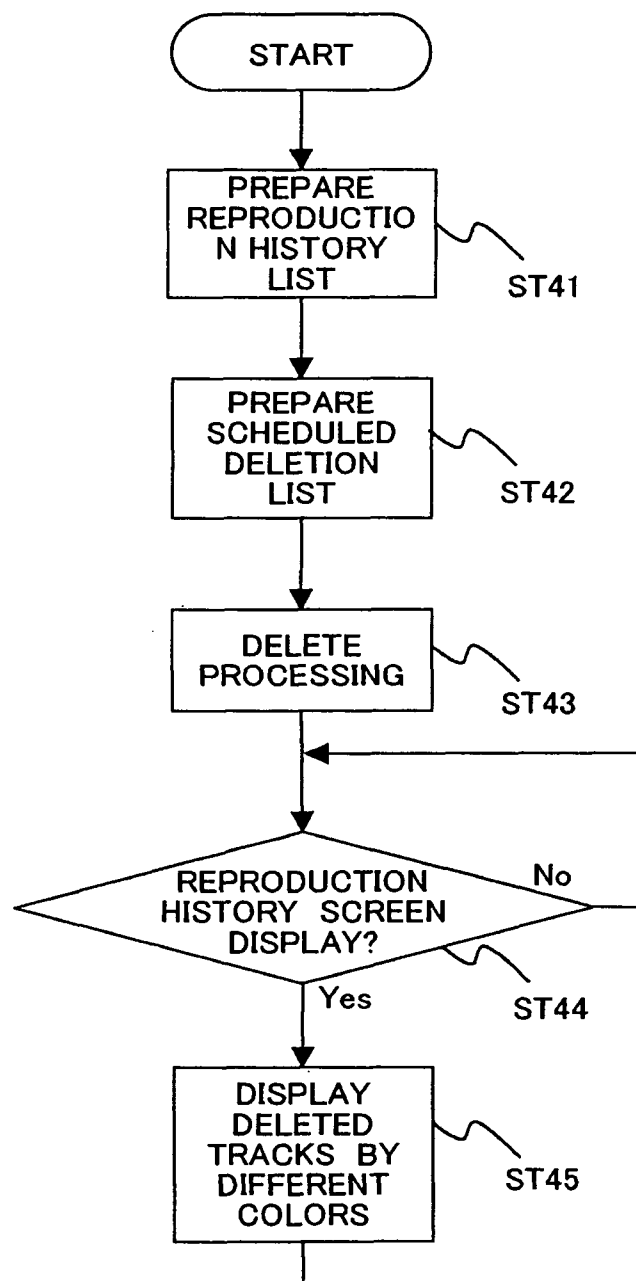 START
PREPARE
REPRODUCTIO
N HISTORY
LIST
ST41
PREPARE
SCHEDULED
DELETION
LIST
ST42
DELETE
PROCESSING
ST43
REPRODUCTION
HISTORY SCREEN
DISPLAY?
No
Yes
ST44
DISPLAY
DELETED
TRACKS BY
DIFFERENT
COLORS
ST45